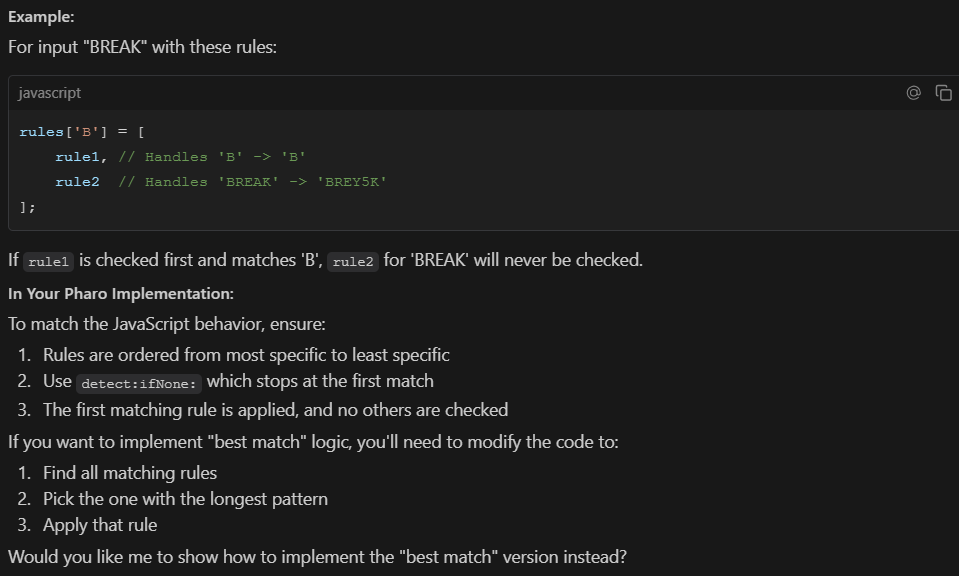 Example:
For input "BREAK" with these rules:
javascript
rules['B'] = [
    rule1, // Handles 'B' -> 'B'
    rule2  // Handles 'BREAK' -> 'BREY5K'
];
If rule1 is checked first and matches 'B', rule2 for 'BREAK' will never be checked.
In Your Pharo Implementation:
To match the JavaScript behavior, ensure:
1. Rules are ordered from most specific to least specific
2. Use detect:ifNone: which stops at the first match
3. The first matching rule is applied, and no others are checked
If you want to implement "best match" logic, you'll need to modify the code to:
1. Find all matching rules
2. Pick the one with the longest pattern
3. Apply that rule
Would you like me to show how to implement the "best match" version instead?